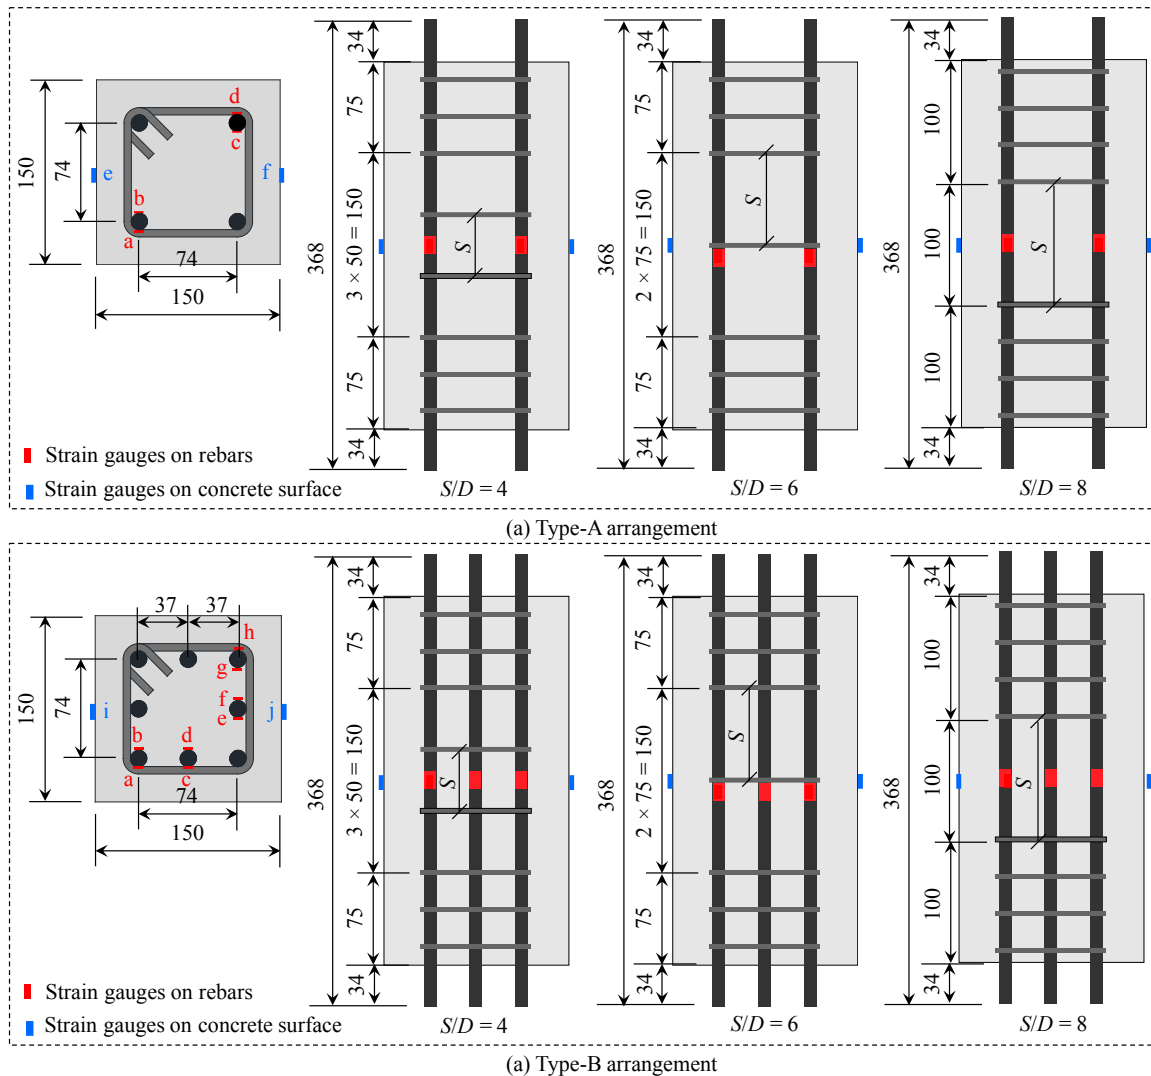 d
c
b
a
e
f
150
74
74
150
368
34
75
3 × 50 = 150
75
34
S
368
34
75
2 × 75 = 150
75
34
S
368
34
100
100
100
34
S
Strain gauges on rebars
Strain gauges on concrete surface
S/D = 4
S/D = 6
S/D = 8
(a) Type-A arrangement
37
37
h
g
f
e
b
d
a
c
i
j
150
74
74
150
368
34
75
3 × 50 = 150
75
34
S
368
34
75
2 × 75 = 150
75
34
S
368
34
100
100
100
34
S
Strain gauges on rebars
Strain gauges on concrete surface
S/D = 4
S/D = 6
S/D = 8
(a) Type-B arrangement